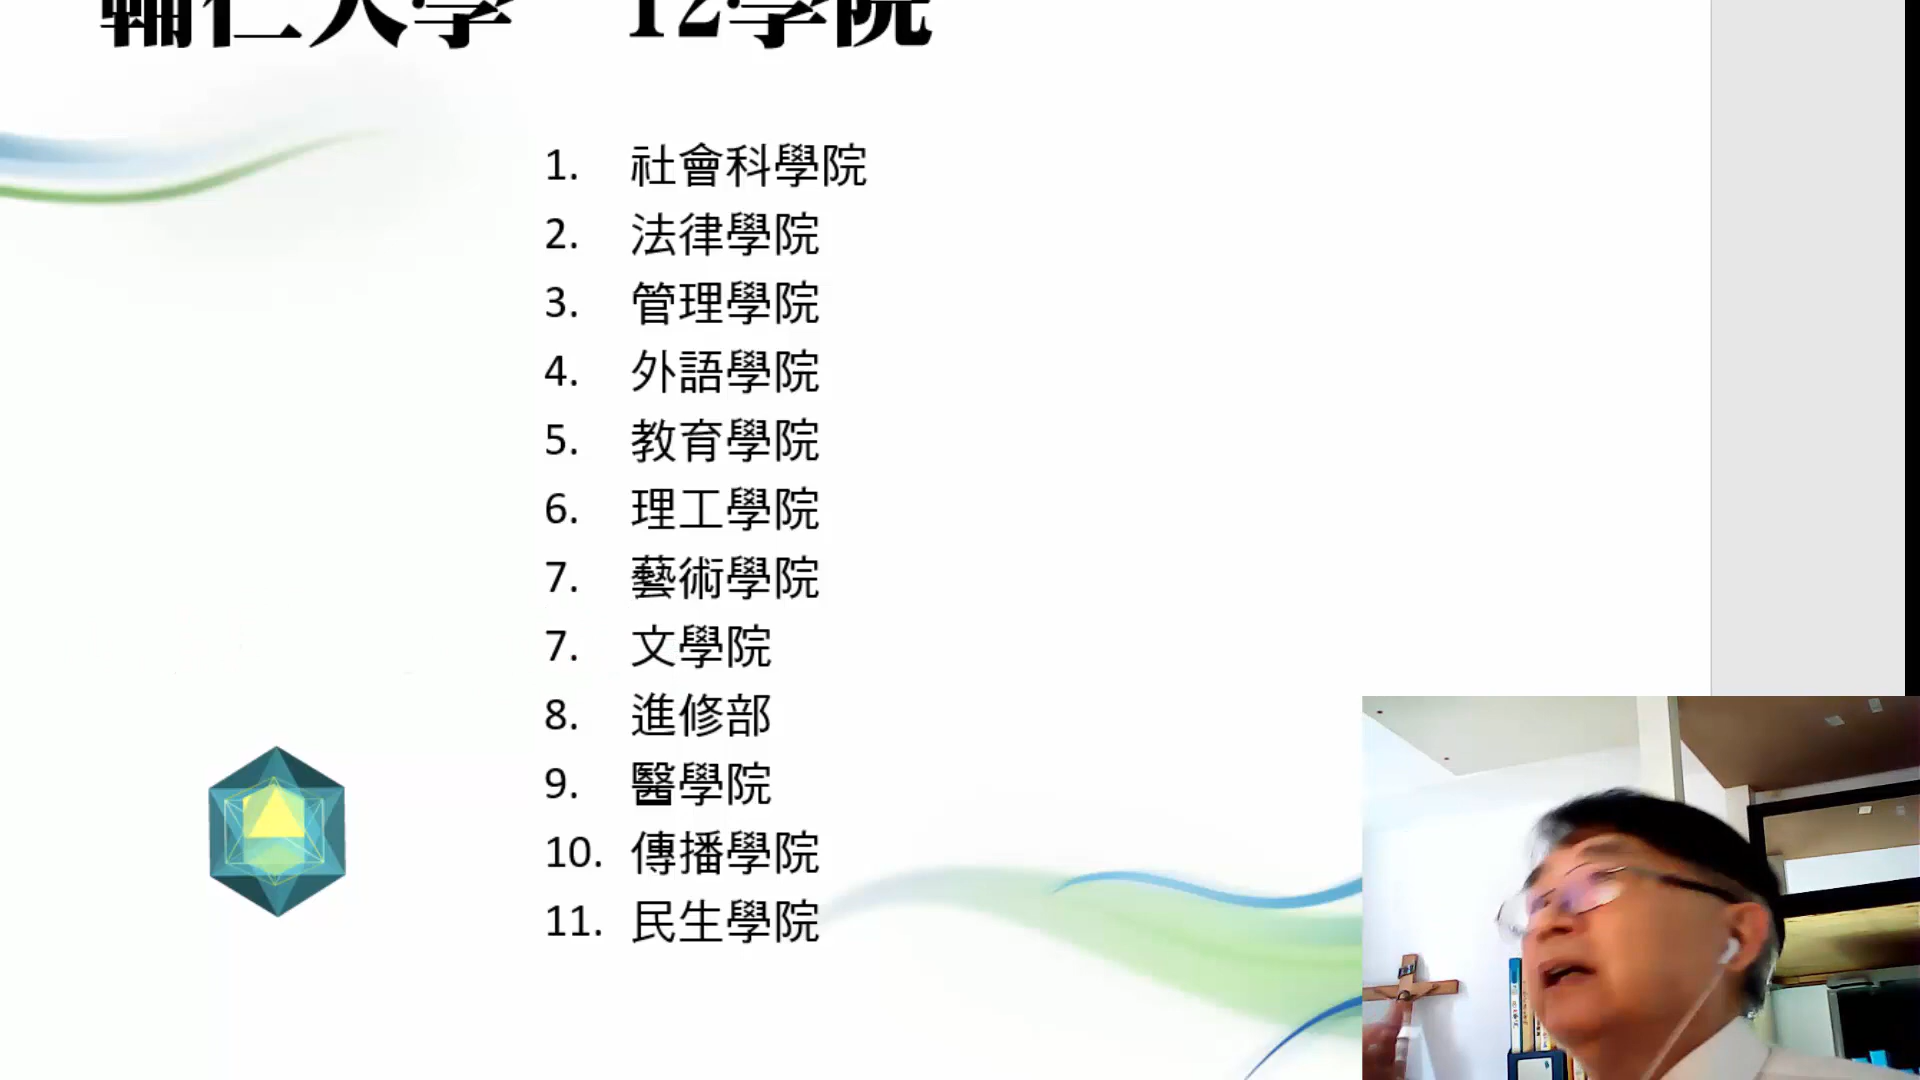 輔仁大學 12學院
1. 社會科學院
2. 法律學院
3. 管理學院
4. 外語學院
5. 教育學院
6. 理工學院
7. 藝術學院
7. 文學院
8. 進修部
9. 醫學院
10. 傳播學院
11. 民生學院